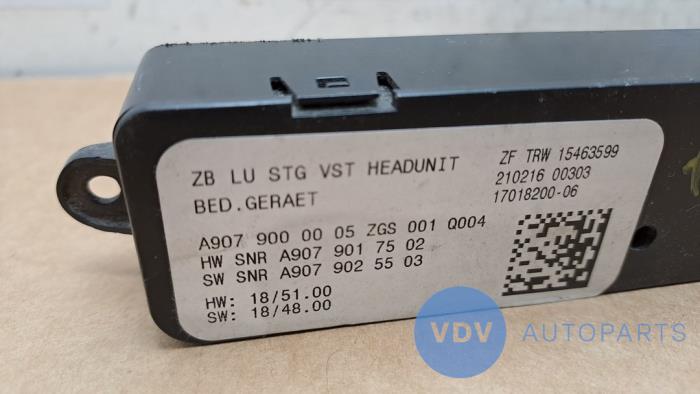 ZB LU STG VST HEADUNIT
BED.GERAET
ZF TRW 15463599
210216 00303
17018200-06
A907 900 00 05 ZGS 001 Q004
HW SNR A907 901 75 02
SW SNR A907 902 55 03
HW: 18/51.00
SW: 18/48.00
VDV AUTOPARTS